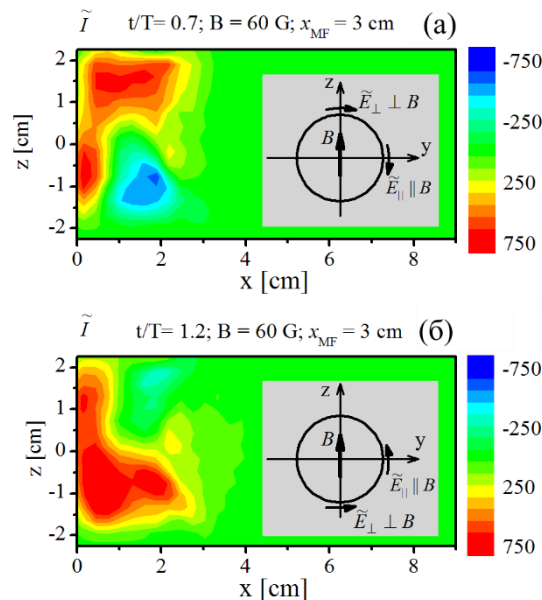 Ĩ t/T= 0.7; B = 60 G; x_MF = 3 cm (а)
z [cm]
2
1
0
-1
-2
0 2 4 6 8
x [cm]
z
Ẽ⊥ ⊥ B
B
y
Ẽ|| || B
-750
-250
250
750
Ĩ t/T= 1.2; B = 60 G; x_MF = 3 cm (б)
z [cm]
2
1
0
-1
-2
0 2 4 6 8
x [cm]
z
B
y
Ẽ|| || B
Ẽ⊥ ⊥ B
-750
-250
250
750